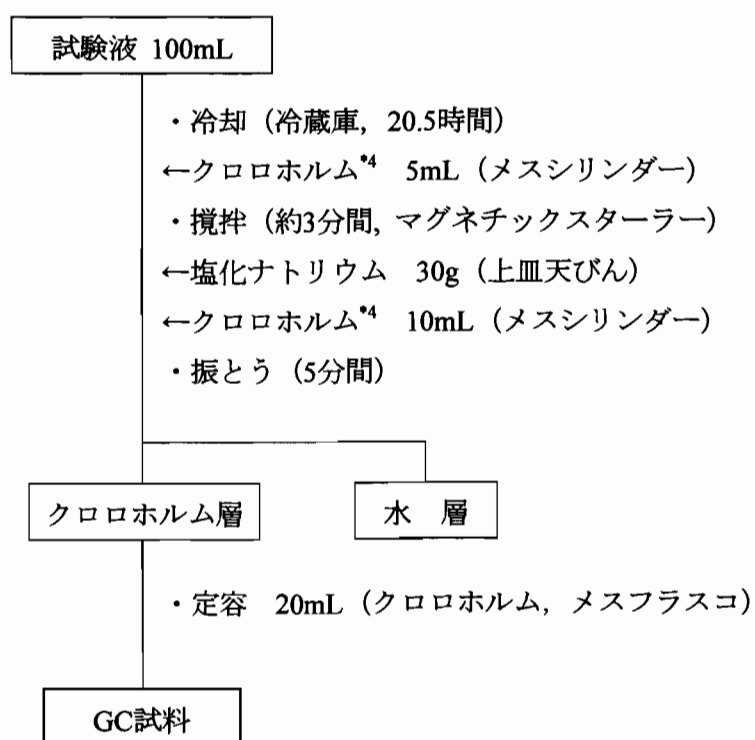 試験液 100mL
・冷却（冷蔵庫, 20.5時間）
←クロロホルム*4 5mL（メスシリンダー）
・撹拌（約3分間, マグネチックスターラー）
←塩化ナトリウム 30g（上皿天びん）
←クロロホルム*4 10mL（メスシリンダー）
・振とう（5分間）
クロロホルム層
水 層
・定容 20mL（クロロホルム, メスフラスコ）
GC試料